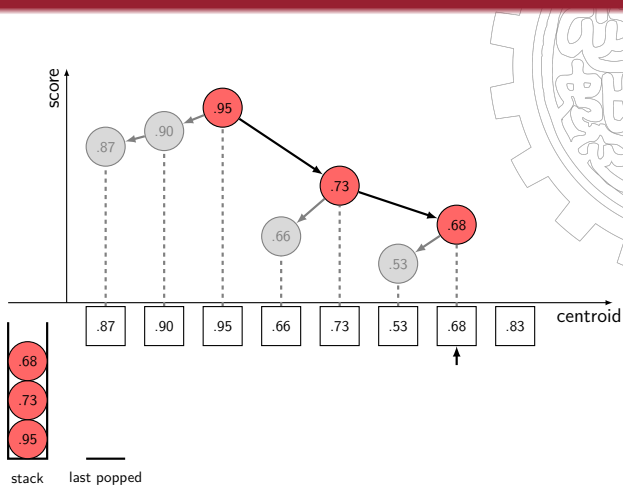 score
.95
.90
.87
.73
.68
.66
.53
centroid
.87 .90 .95 .66 .73 .53 .68 .83
.68
.73
.95
stack last popped